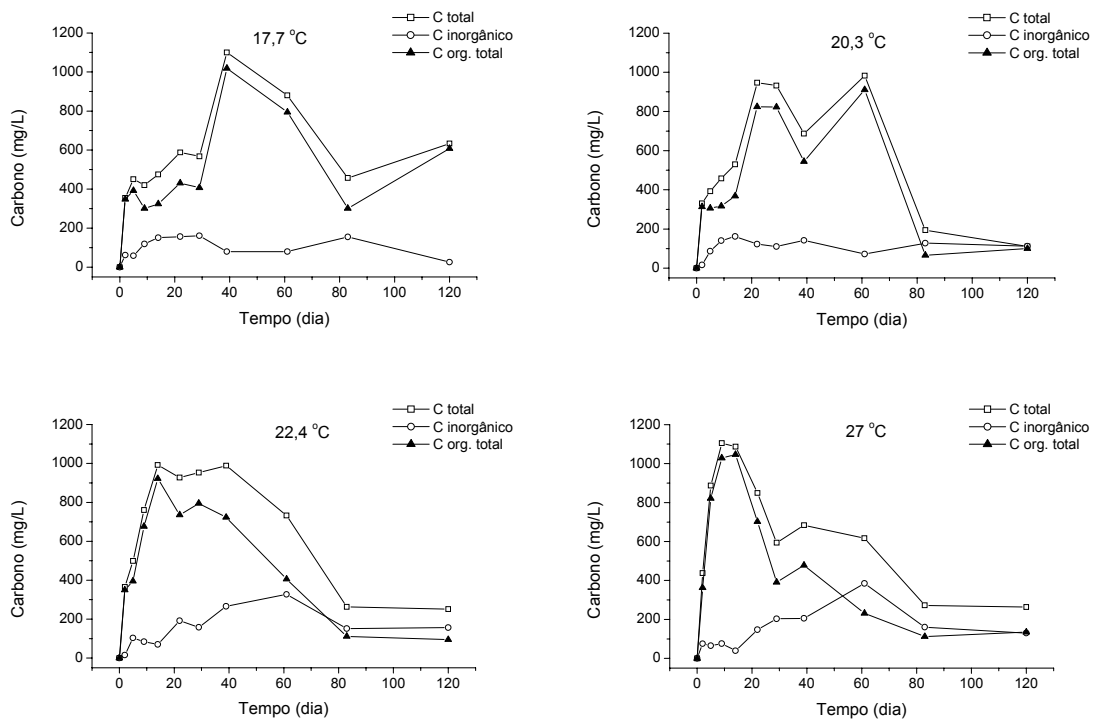 17,7 °C
C total
C inorgânico
C org. total
Carbono (mg/L)
1200
1000
800
600
400
200
0
0 20 40 60 80 100 120
Tempo (dia)
20,3 °C
C total
C inorgânico
C org. total
Carbono (mg/L)
1200
1000
800
600
400
200
0
0 20 40 60 80 100 120
Tempo (dia)
22,4 °C
C total
C inorgânico
C org. total
Carbono (mg/L)
1200
1000
800
600
400
200
0
0 20 40 60 80 100 120
Tempo (dia)
27 °C
C total
C inorgânico
C org. total
Carbono (mg/L)
1200
1000
800
600
400
200
0
0 20 40 60 80 100 120
Tempo (dia)